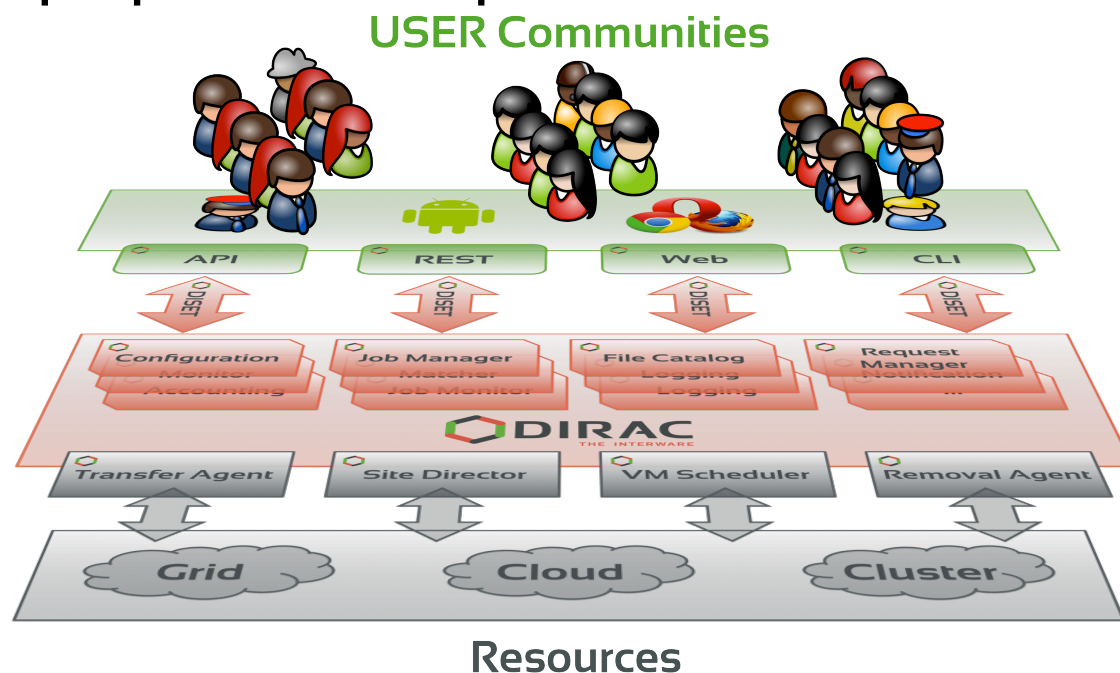 USER Communities
API
REST
Web
CLI
DISET
DISET
DISET
DISET
Configuration
Monitor
Accounting
Job Manager
Matcher
Job Monitor
File Catalog
Logging
Logging
Request
Manager
Notification
...
DIRAC
THE INTERWARE
Transfer Agent
Site Director
VM Scheduler
Removal Agent
Grid
Cloud
Cluster
Resources